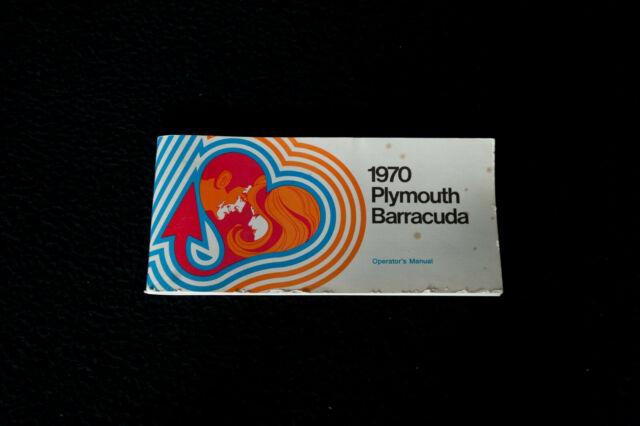 1970
Plymouth
Barracuda
Operator's Manual